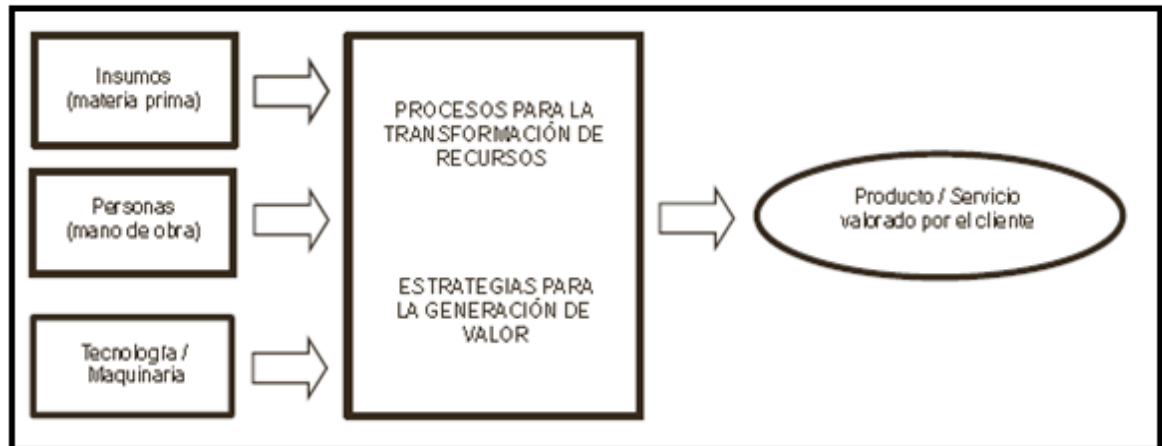 Insumos
(materia prima)
Personas
(mano de obra)
Tecnología /
Maquinaria
PROCESOS PARA LA
TRANSFORMACIÓN DE
RECURSOS
ESTRATEGIAS PARA
LA GENERACIÓN DE
VALOR
Producto / Servicio
valorado por el cliente